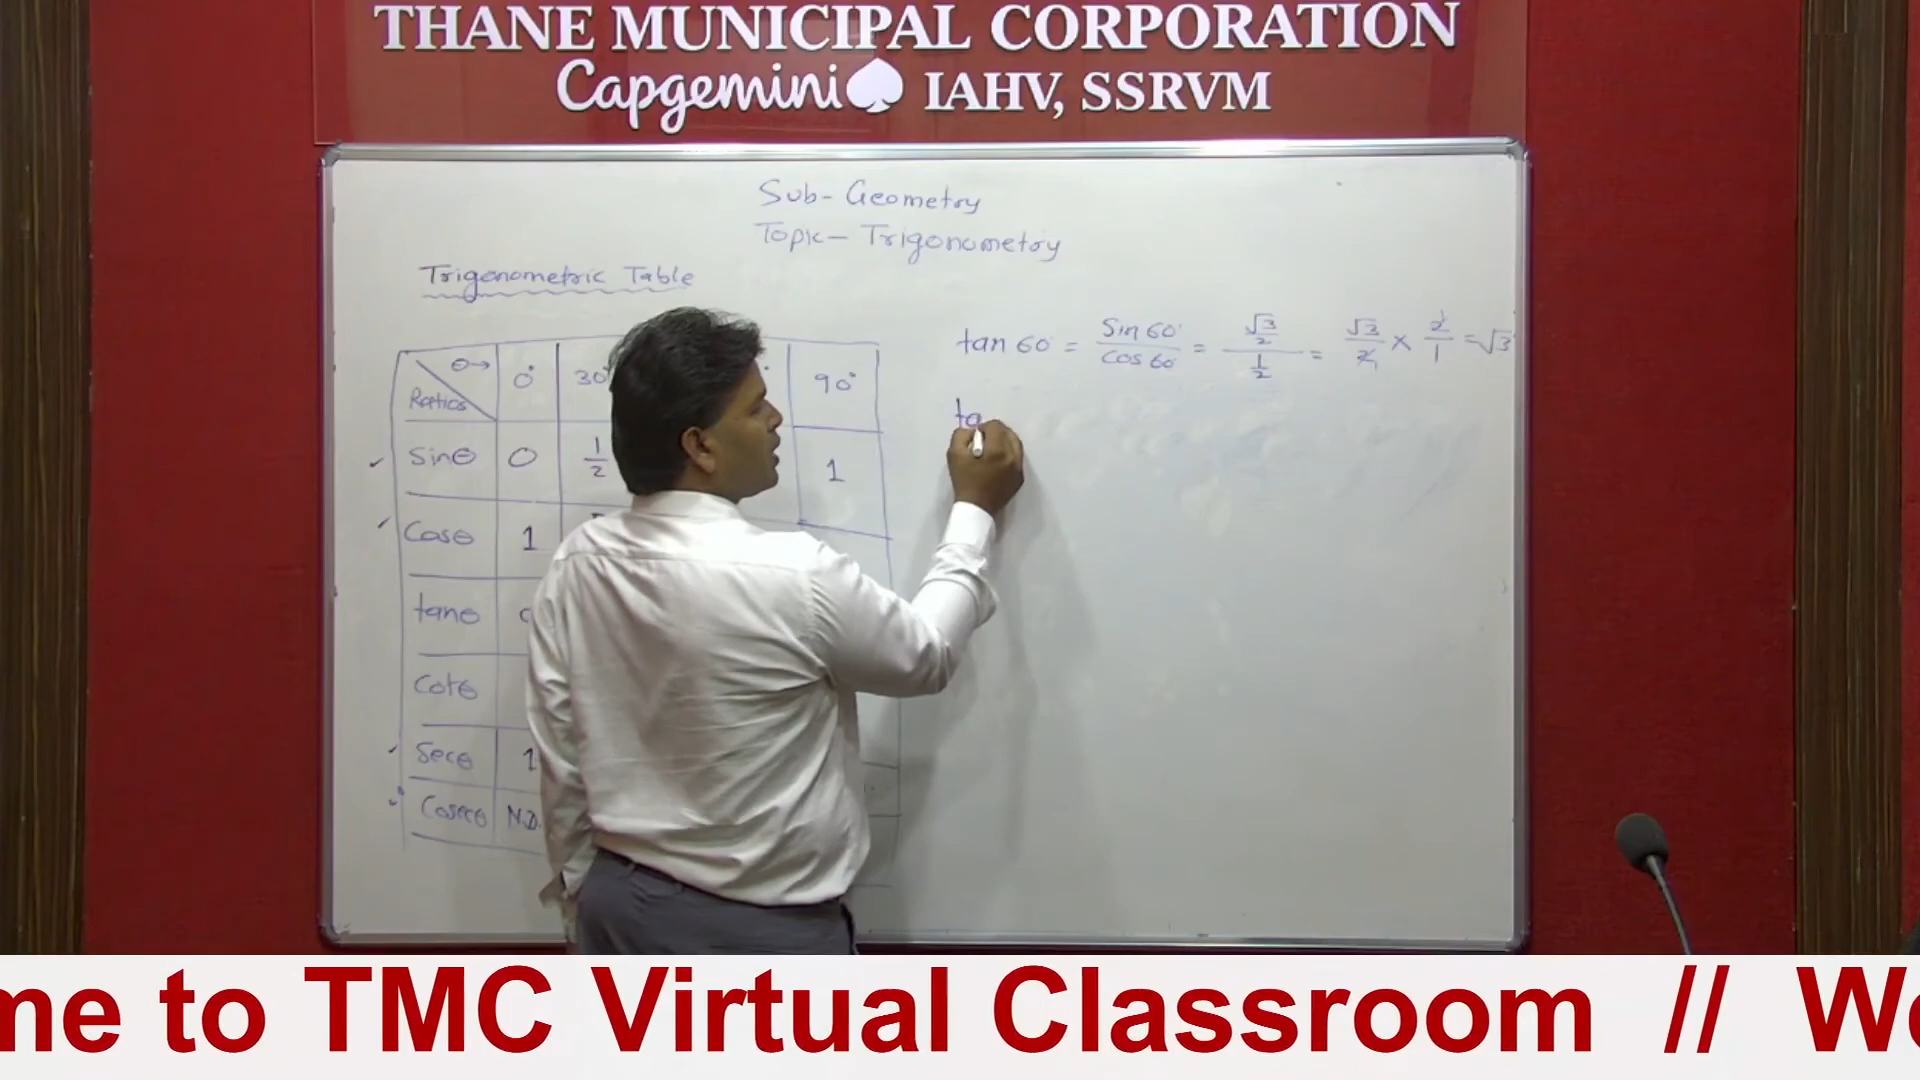 THANE MUNICIPAL CORPORATION
Capgemini IAHV, SSRVM
Sub- Geometry
Topic- Trigonometry
Trigonometric Table
tan 60° = Sin 60° / Cos 60° = (√3/2) / (1/2) = √3/2 × 2/1 = √3
ta
θ→ Ratios 0° 30° 90°
Sinθ 0 1/2 1
Cosθ 1
tanθ
Cotθ
Secθ 1
Cosecθ N.D.
me to TMC Virtual Classroom // We